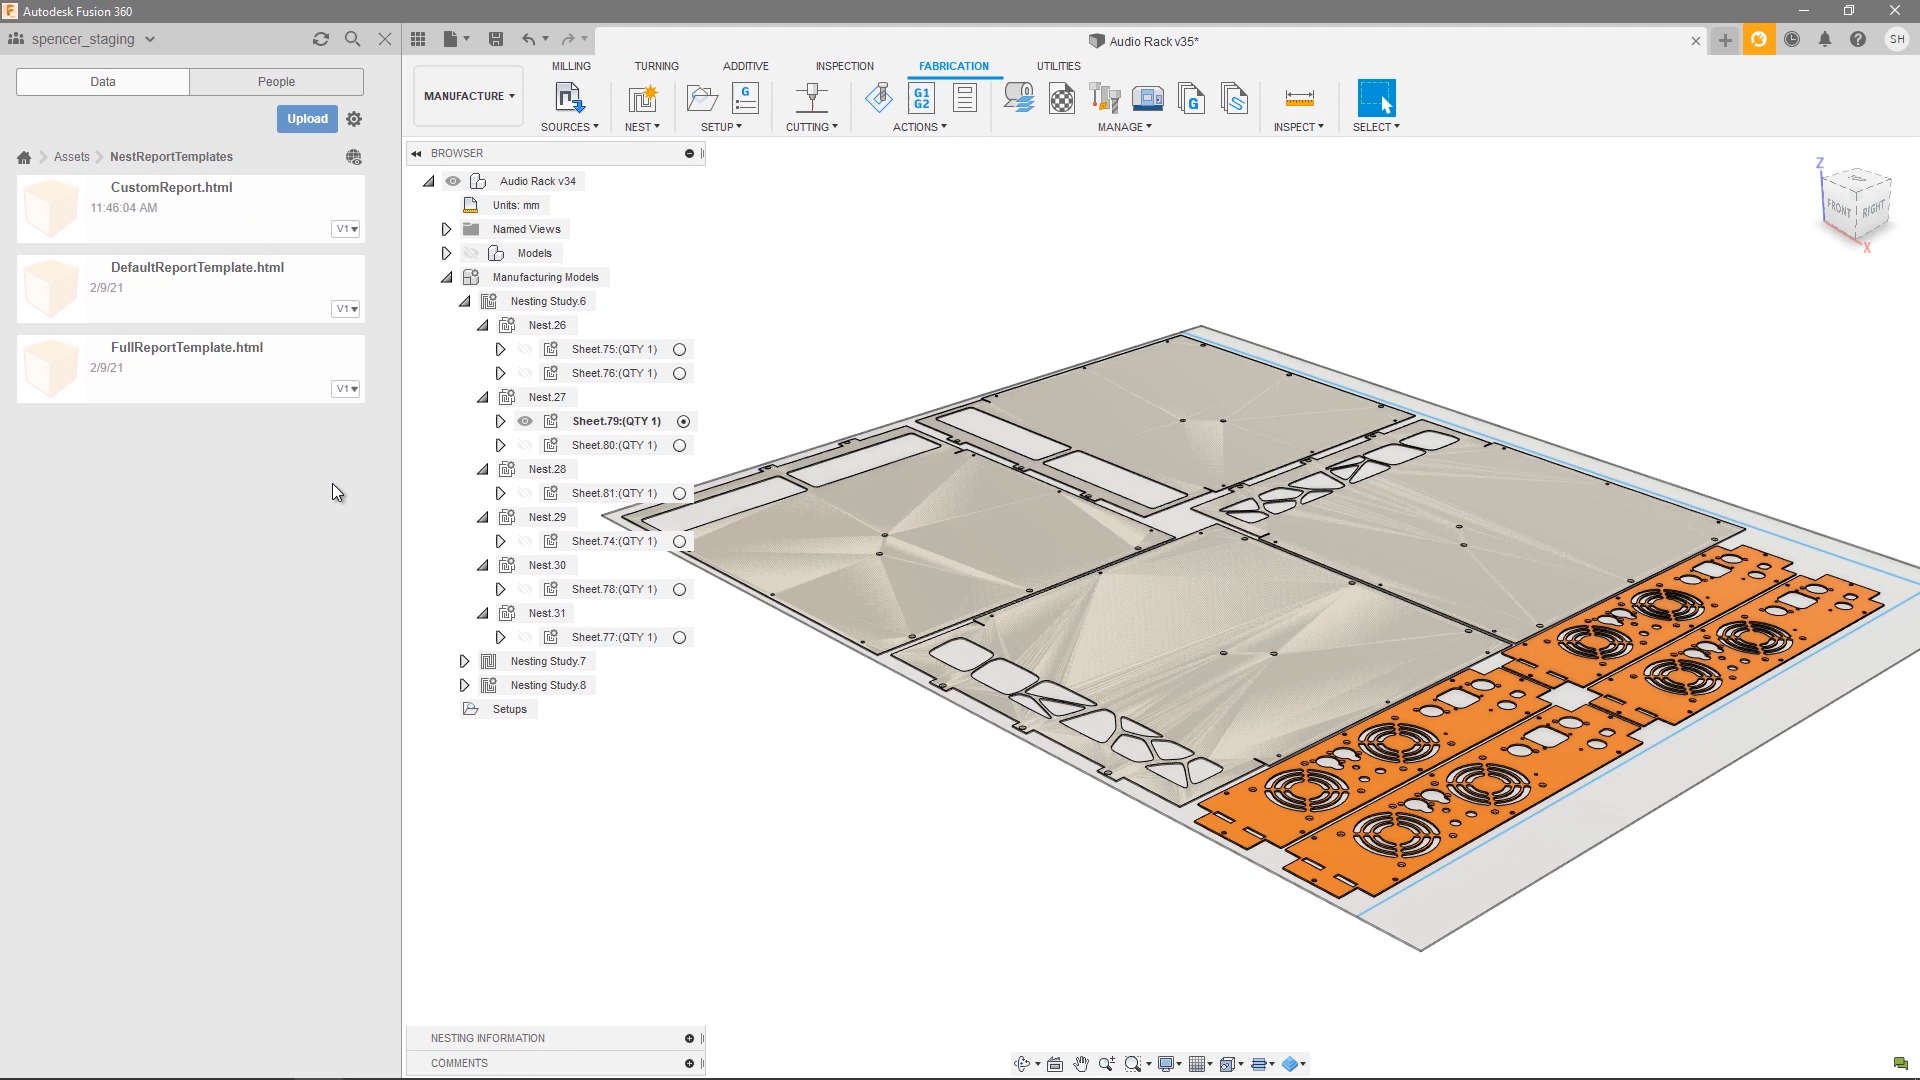 Autodesk Fusion 360
spencer_staging
Audio Rack v35*
SH
Data
People
Upload
Assets
NestReportTemplates
CustomReport.html
11:46:04 AM
V1
DefaultReportTemplate.html
2/9/21
V1
FullReportTemplate.html
2/9/21
V1
MILLING
TURNING
ADDITIVE
INSPECTION
FABRICATION
UTILITIES
MANUFACTURE
G
G1
G2
G
SOURCES
NEST
SETUP
CUTTING
ACTIONS
MANAGE
INSPECT
SELECT
BROWSER
Audio Rack v34
Units: mm
Named Views
Models
Manufacturing Models
Nesting Study.6
Nest.26
Sheet.75:(QTY 1)
Sheet.76:(QTY 1)
Nest.27
Sheet.79:(QTY 1)
Sheet.80:(QTY 1)
Nest.28
Sheet.81:(QTY 1)
Nest.29
Sheet.74:(QTY 1)
Nest.30
Sheet.78:(QTY 1)
Nest.31
Sheet.77:(QTY 1)
Nesting Study.7
Nesting Study.8
Setups
Z
TOP
FRONT
RIGHT
X
NESTING INFORMATION
COMMENTS